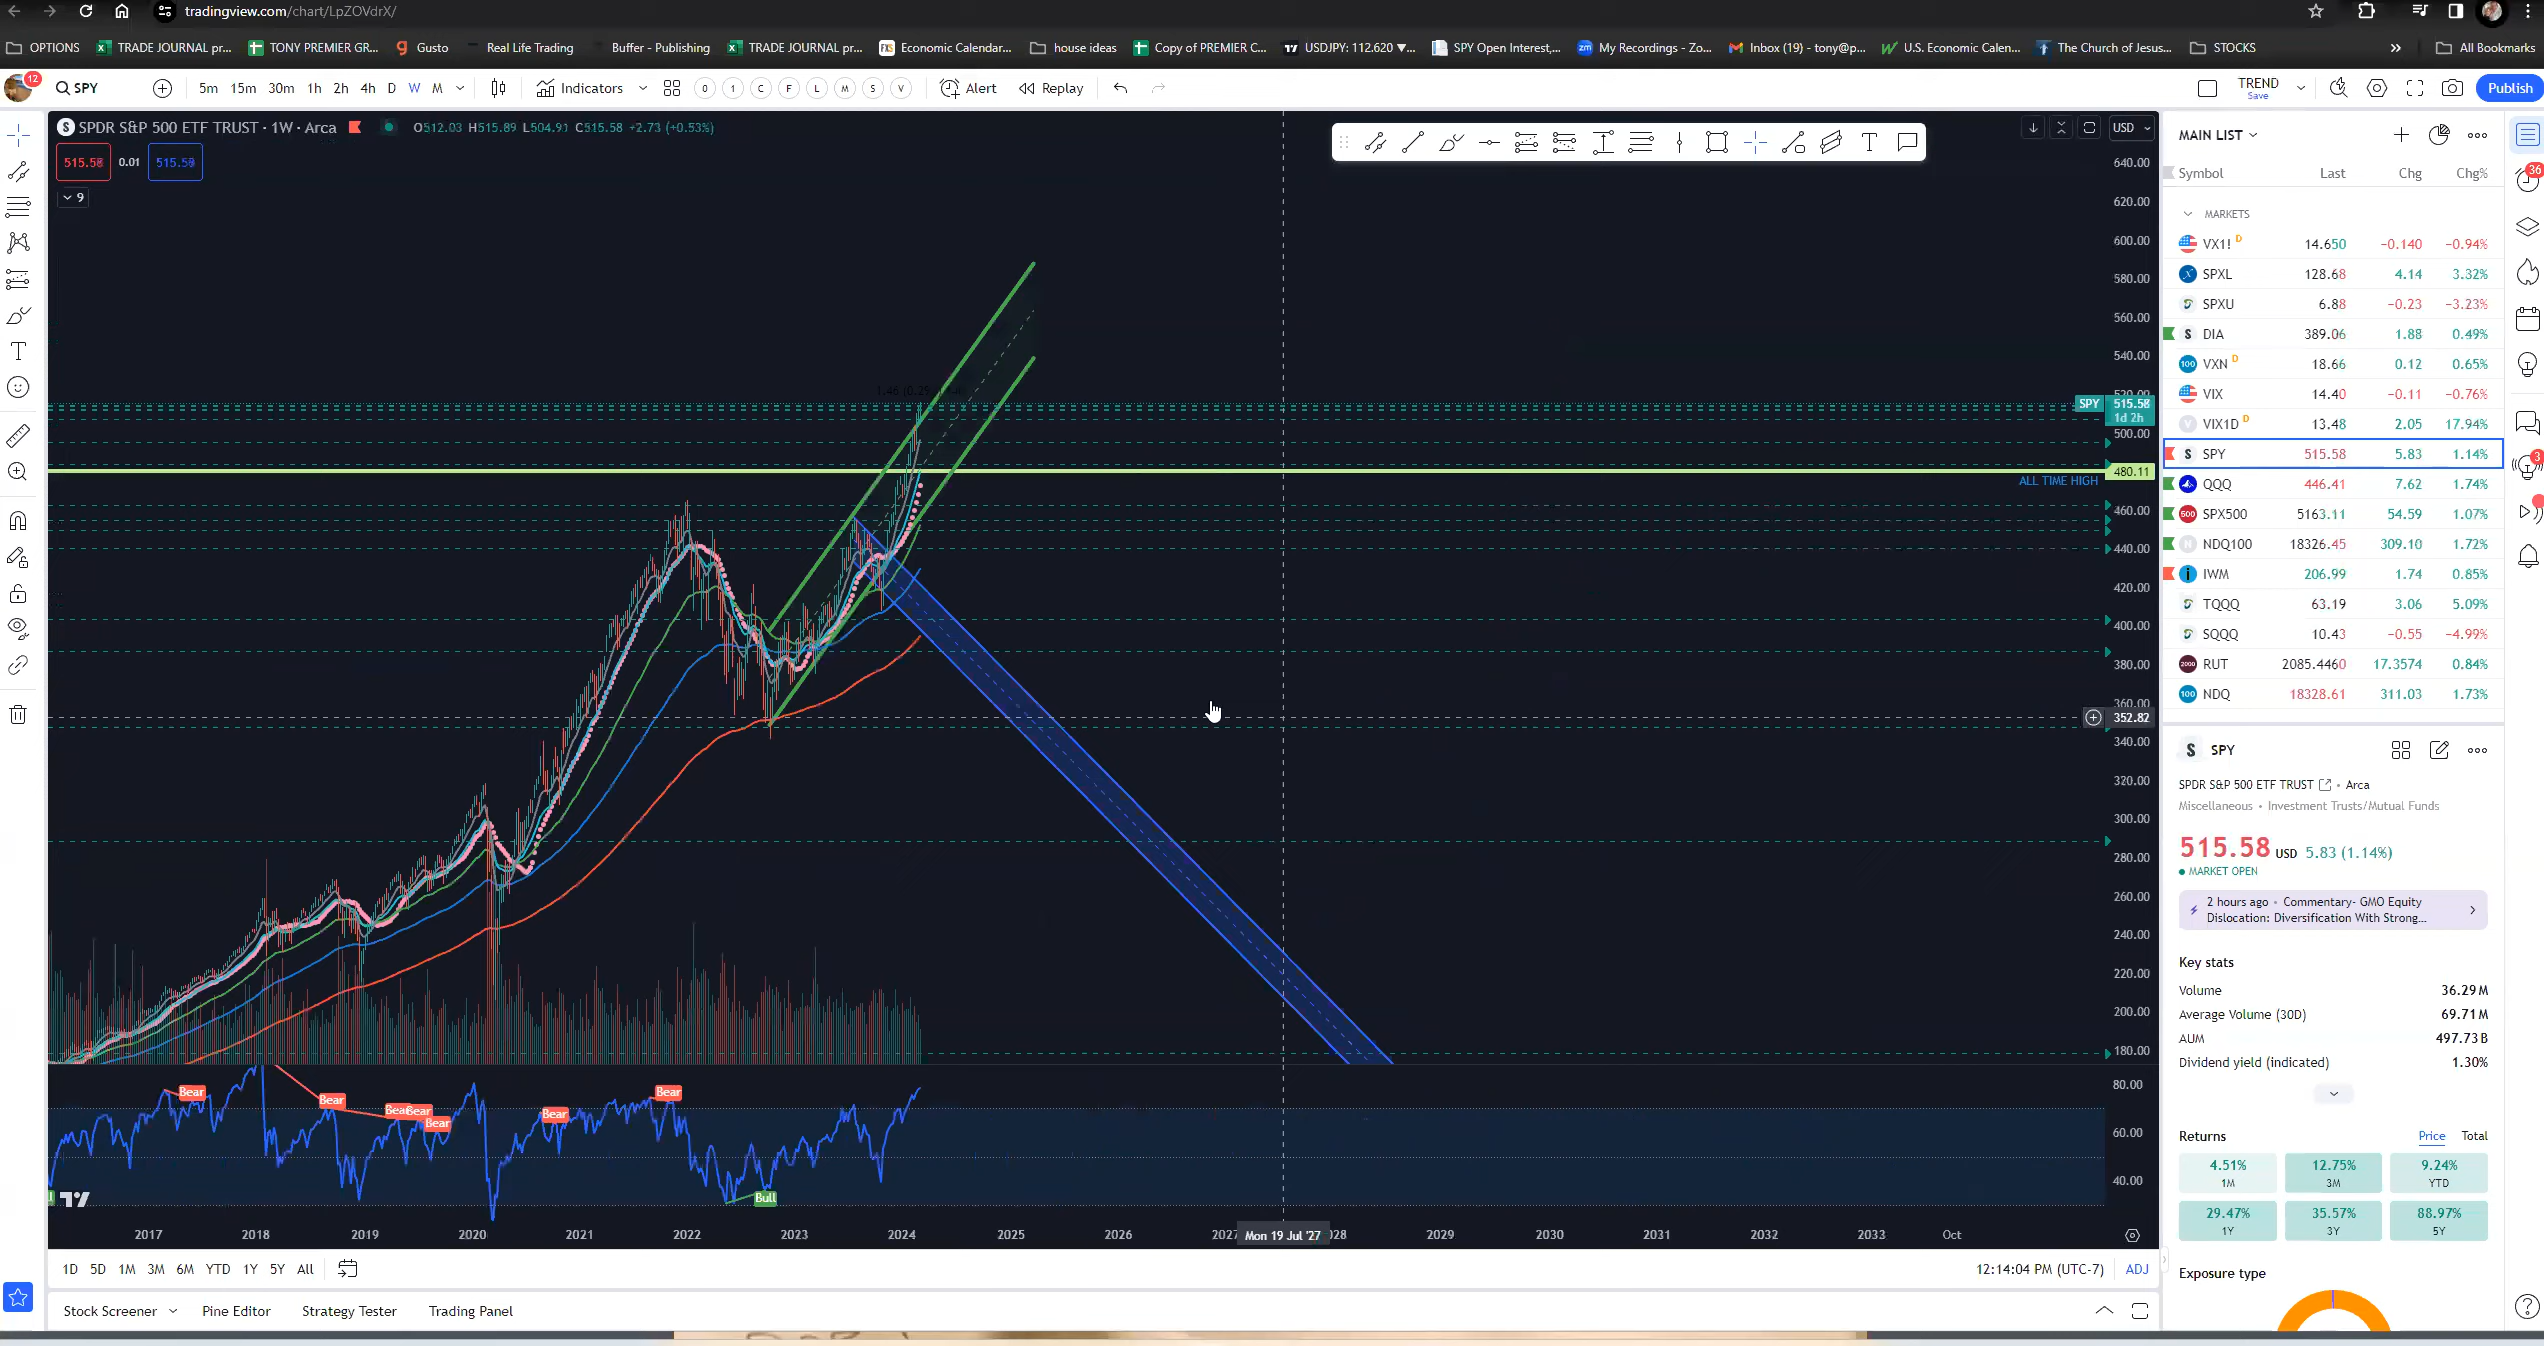 tradingview.com/chart/LpZOVdrX/
OPTIONS TRADE JOURNAL pr... TONY PREMIER GR... Gusto Real Life Trading Buffer - Publishing TRADE JOURNAL pr... Economic Calendar... house ideas Copy of PREMIER C... USDJPY: 112.620 ▼... SPY Open Interest,... My Recordings - Zo... Inbox (19) - tony@p... U.S. Economic Calen... The Church of Jesus... STOCKS » All Bookmarks
12 SPY 5m 15m 30m 1h 2h 4h D W M Indicators 0 1 C F L M S V Alert Replay TREND Save Publish
SPDR S&P 500 ETF TRUST · 1W · Arca O512.03 H515.89 L504.91 C515.58 +2.73 (+0.53%) USD
515.58 0.01 515.59
9
640.00
620.00
600.00
580.00
560.00
540.00
520.00
SPY 515.58
1d 2h
500.00
480.11
ALL TIME HIGH
460.00
440.00
420.00
400.00
380.00
360.00
352.82
340.00
320.00
300.00
280.00
260.00
240.00
220.00
200.00
180.00
80.00
60.00
40.00
Bear
Bear
Bear
Bear
Bear
Bear
Bear
Bull
2017 2018 2019 2020 2021 2022 2023 2024 2025 2026 2027 Mon 19 Jul '27 2029 2030 2031 2032 2033 Oct
1D 5D 1M 3M 6M YTD 1Y 5Y All 12:14:04 PM (UTC-7) ADJ
Stock Screener Pine Editor Strategy Tester Trading Panel
MAIN LIST
Symbol Last Chg Chg%
MARKETS
VX1! D 14.650 −0.140 −0.94%
SPXL 128.68 4.14 3.32%
SPXU 6.88 −0.23 −3.23%
DIA 389.06 1.88 0.49%
VXN D 18.66 0.12 0.65%
VIX 14.40 −0.11 −0.76%
VIX1D D 13.48 2.05 17.94%
SPY 515.58 5.83 1.14%
QQQ 446.41 7.62 1.74%
SPX500 5163.11 54.59 1.07%
NDQ100 18326.45 309.10 1.72%
IWM 206.99 1.74 0.85%
TQQQ 63.19 3.06 5.09%
SQQQ 10.43 −0.55 −4.99%
RUT 2085.4460 17.3574 0.84%
NDQ 18328.61 311.03 1.73%
SPY
SPDR S&P 500 ETF TRUST • Arca
Miscellaneous • Investment Trusts/Mutual Funds
515.58 USD 5.83 (1.14%)
MARKET OPEN
2 hours ago • Commentary- GMO Equity
Dislocation: Diversification With Strong...
Key stats
Volume 36.29M
Average Volume (30D) 69.71M
AUM 497.73B
Dividend yield (indicated) 1.30%
Returns Price Total
4.51% 12.75% 9.24%
1M 3M YTD
29.47% 35.57% 88.97%
1Y 3Y 5Y
Exposure type
36
3